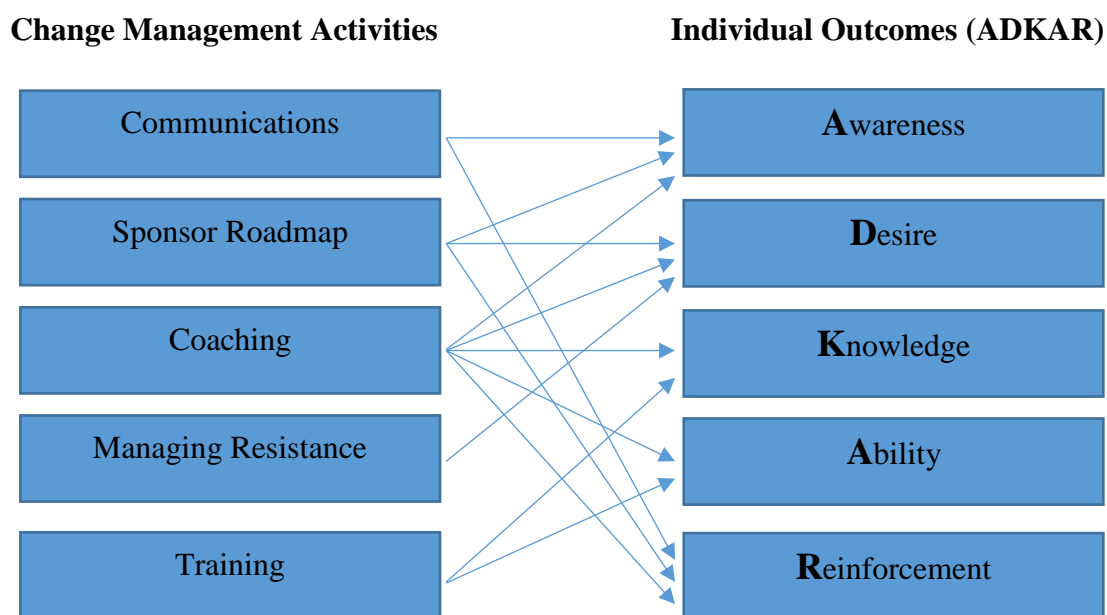 Change Management Activities
Individual Outcomes (ADKAR)
Communications
Awareness
Sponsor Roadmap
Desire
Coaching
Knowledge
Managing Resistance
Ability
Training
Reinforcement